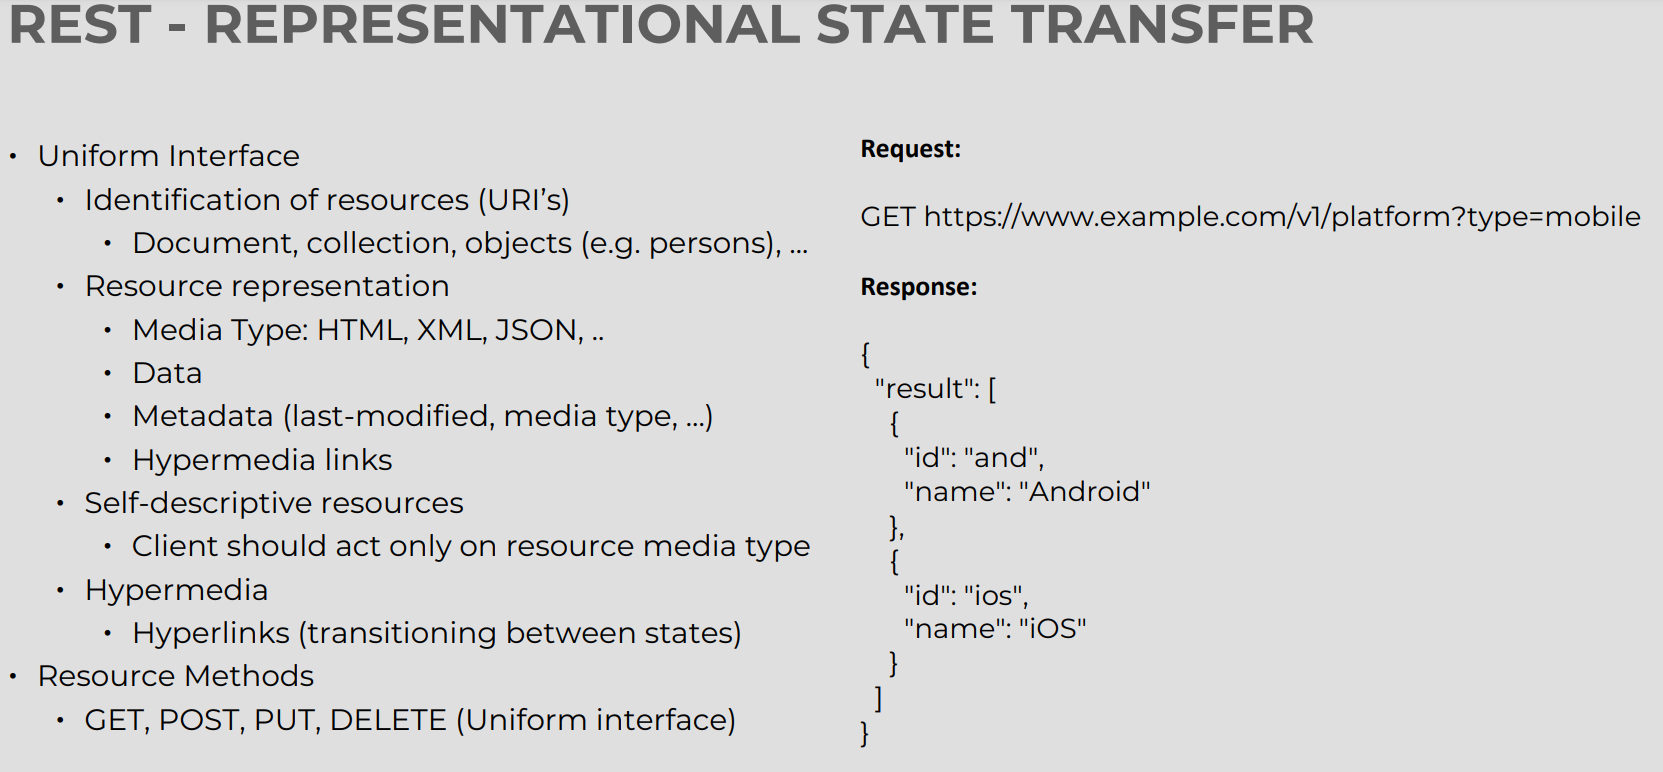 REST - REPRESENTATIONAL STATE TRANSFER
• Uniform Interface
• Identification of resources (URI’s)
• Document, collection, objects (e.g. persons), ...
• Resource representation
• Media Type: HTML, XML, JSON, ..
• Data
• Metadata (last-modified, media type, ...)
• Hypermedia links
• Self-descriptive resources
• Client should act only on resource media type
• Hypermedia
• Hyperlinks (transitioning between states)
• Resource Methods
• GET, POST, PUT, DELETE (Uniform interface)
Request:
GET https://www.example.com/v1/platform?type=mobile
Response:
{
"result": [
{
"id": "and",
"name": "Android"
},
{
"id": "ios",
"name": "iOS"
}
]
}